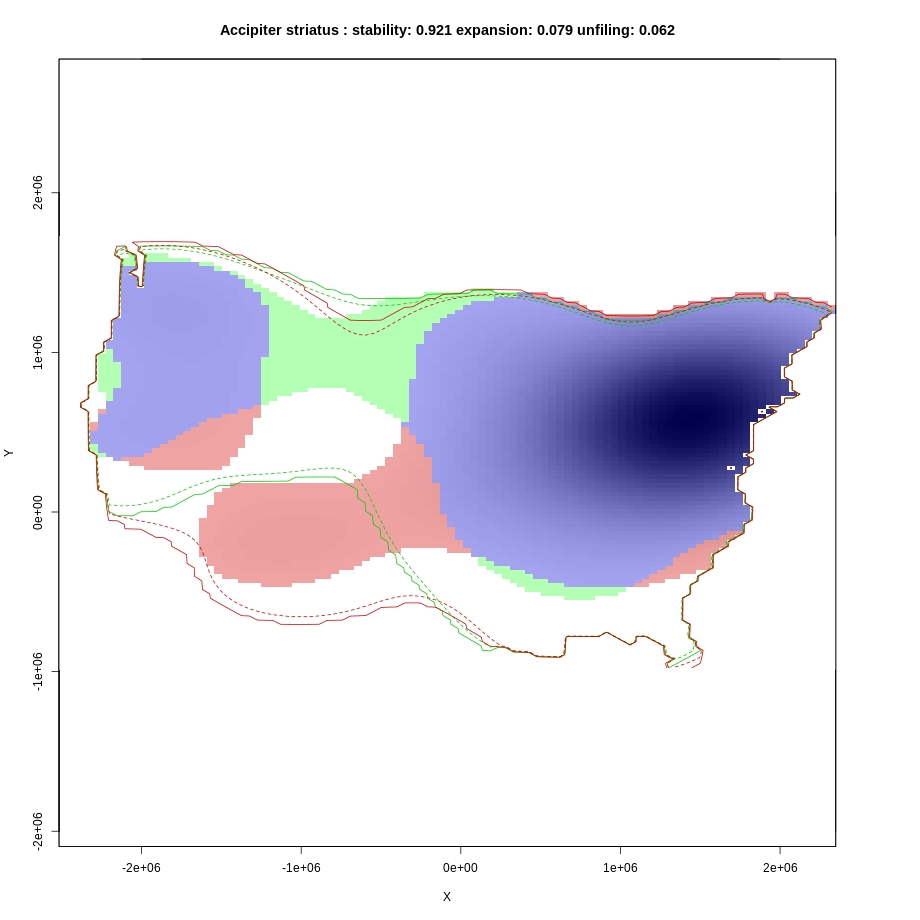 Accipiter striatus : stability: 0.921 expansion: 0.079 unfiling: 0.062
2e+06
1e+06
0e+00
-1e+06
-2e+06
Y
-2e+06 -1e+06 0e+00 1e+06 2e+06
X